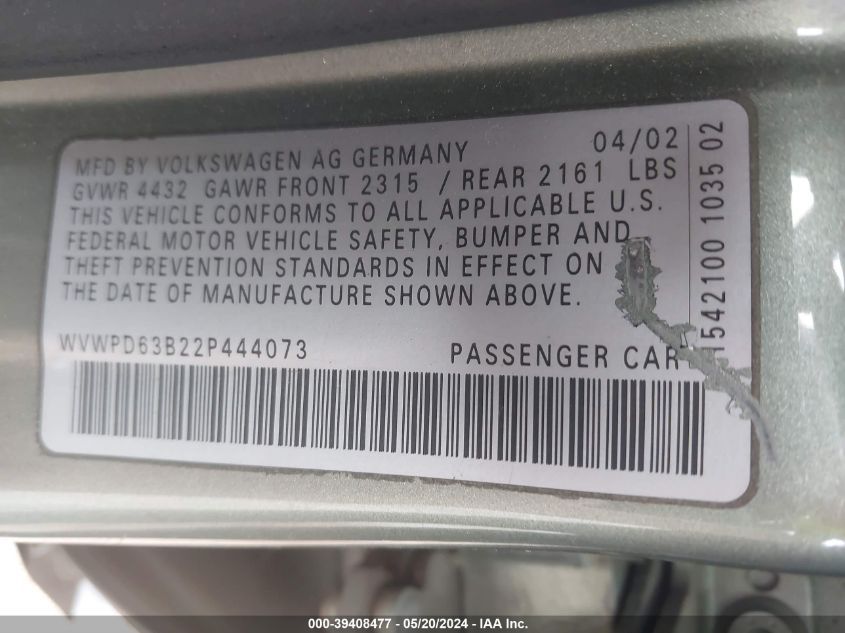 MFD BY VOLKSWAGEN AG GERMANY 04/02
GVWR 4432 GAWR FRONT 2315 / REAR 2161 LBS
THIS VEHICLE CONFORMS TO ALL APPLICABLE U.S.
FEDERAL MOTOR VEHICLE SAFETY, BUMPER AND
THEFT PREVENTION STANDARDS IN EFFECT ON
THE DATE OF MANUFACTURE SHOWN ABOVE.
WVWPD63B22P444073 PASSENGER CAR
1542100 1035 02
000-39408477 - 05/20/2024 - IAA Inc.